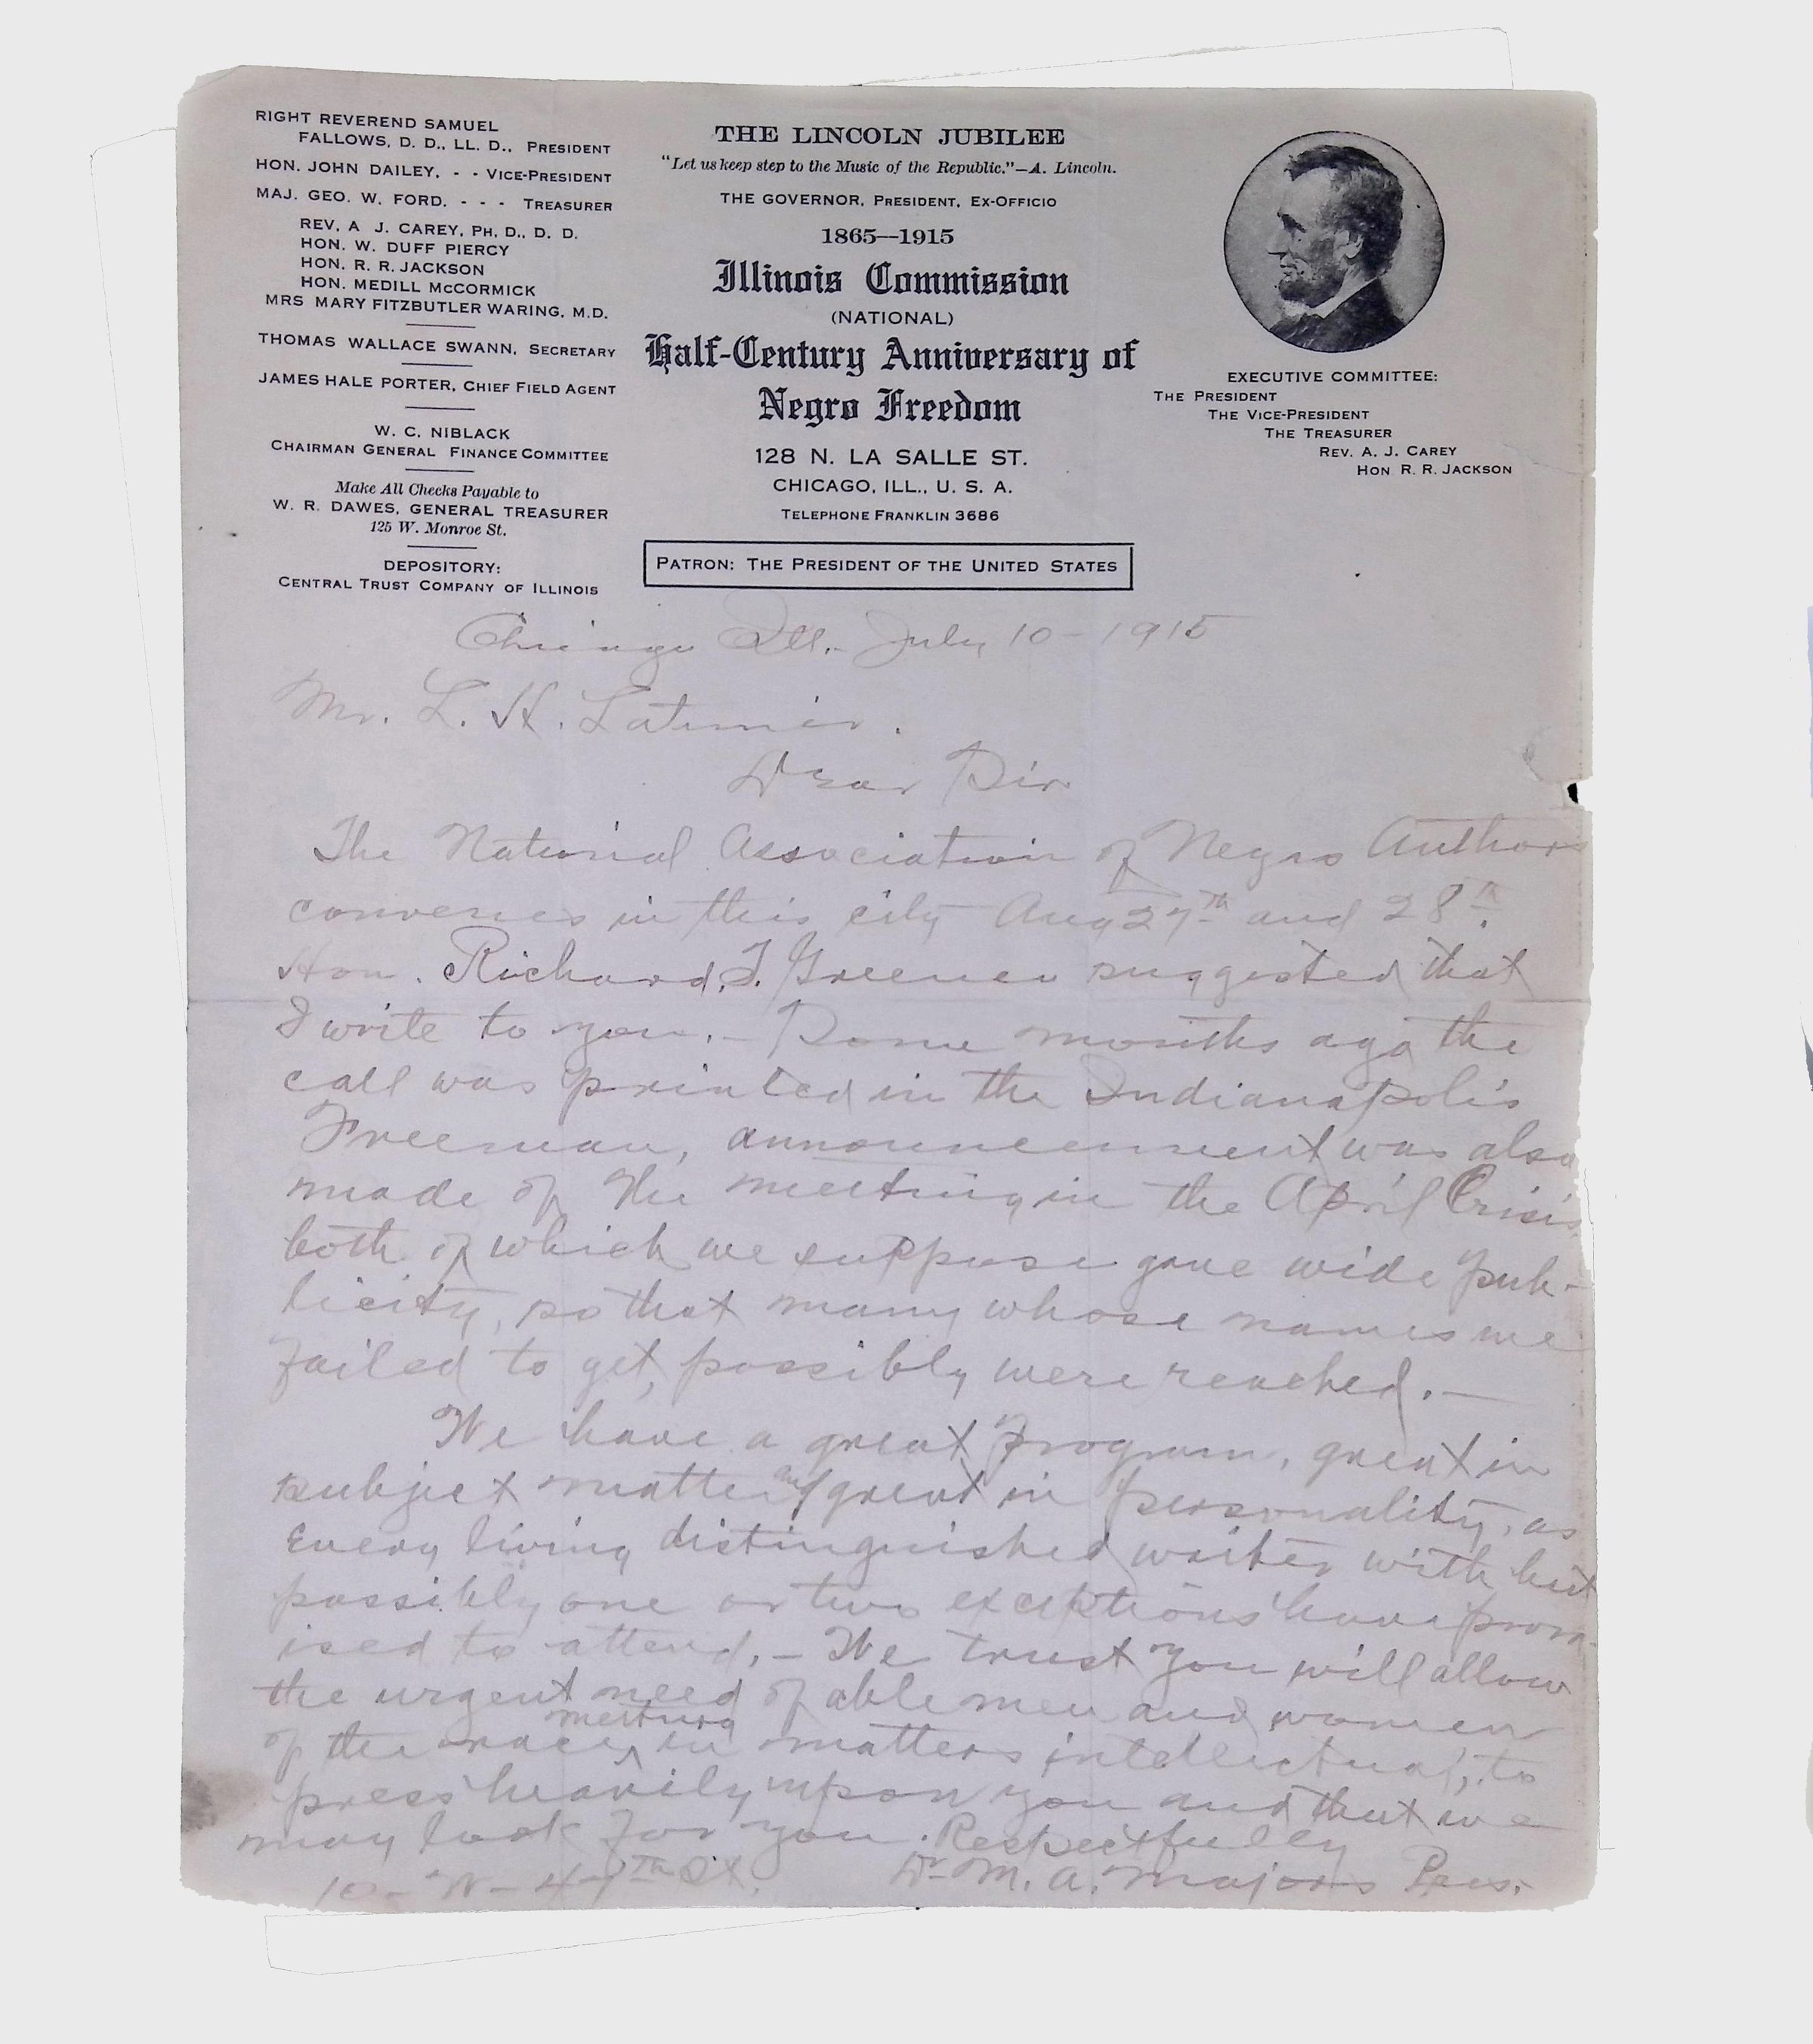 RIGHT REVEREND SAMUEL
FALLOWS, D. D., LL. D., PRESIDENT
HON. JOHN DAILEY, - - VICE-PRESIDENT
MAJ. GEO. W. FORD. - - - TREASURER
REV. A J. CAREY, PH. D., D. D.
HON. W. DUFF PIERCY
HON. R. R. JACKSON
HON. MEDILL McCORMICK
MRS MARY FITZBUTLER WARING, M.D.
THOMAS WALLACE SWANN, SECRETARY
JAMES HALE PORTER, CHIEF FIELD AGENT
W. C. NIBLACK
CHAIRMAN GENERAL FINANCE COMMITTEE
Make All Checks Payable to
W. R. DAWES, GENERAL TREASURER
125 W. Monroe St.
DEPOSITORY:
CENTRAL TRUST COMPANY OF ILLINOIS
THE LINCOLN JUBILEE
"Let us keep step to the Music of the Republic."—A. Lincoln.
THE GOVERNOR, PRESIDENT, EX-OFFICIO
1865—1915
Illinois Commission
(NATIONAL)
Half-Century Anniversary of
Negro Freedom
128 N. LA SALLE ST.
CHICAGO, ILL., U. S. A.
TELEPHONE FRANKLIN 3686
PATRON: THE PRESIDENT OF THE UNITED STATES
EXECUTIVE COMMITTEE:
THE PRESIDENT
THE VICE-PRESIDENT
THE TREASURER
REV. A. J. CAREY
HON R. R. JACKSON
Chicago Ill. July 10 - 1915
Mr. L. H. Latimer.
Dear Sir
The National Association of Negro Authors
convenes in this city Aug 27th and 28th.
Hon. Richard T. Greener suggested that
I write to you. - Some months ago the
call was printed in the Indianapolis
Freeman, announcement was also
made of the meeting in the April Crisis
both of which we suppose gave wide pub-
licity, so that many whose names we
failed to get, possibly were reached. —
We have a great program, great in
subject matter and great in personality, as
every living distinguished writer with but
possibly one or two exceptions have prom-
ised to attend. - We trust you will allow
the urgent need of able men and women
of the race meeting in matters intellectual, to
press heavily upon you and that we
may look for you. Respectfully
10 - W - 47th St. Dr. M. A. Majors Pres.